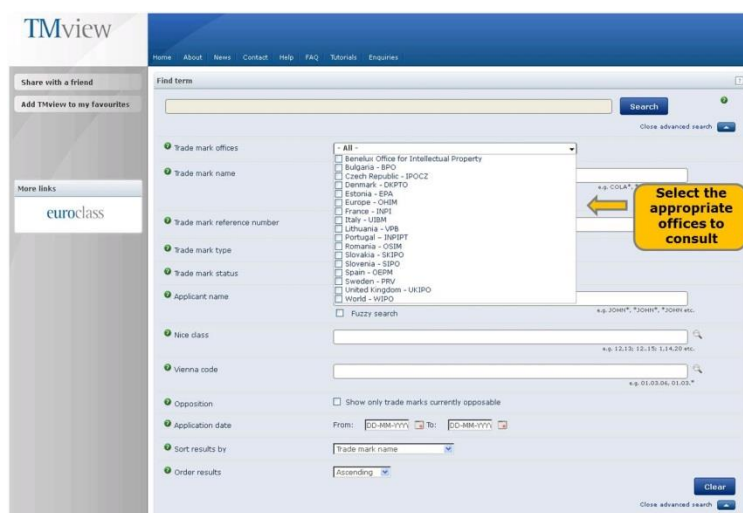 TMview
Home About News Contact Help FAQ Tutorials Enquiries
Share with a friend
Add TMview to my favourites
More links
euroclass
Find term
Search
Close advanced search
Trade mark offices
- All -
Benelux Office for Intellectual Property
Bulgaria - BPO
Czech Republic - IPOCZ
Denmark - DKPTO
Estonia - EPA
Europe - OHIM
France - INPI
Italy - UIBM
Lithuania - VPB
Portugal - INPIPT
Romania - OSIM
Slovakia - SKIPO
Slovenia - SIPO
Spain - OEPM
Sweden - PRV
United Kingdom - UKIPO
World - WIPO
Select the
appropriate
offices to
consult
Trade mark name
e.g. COLA*,
Trade mark reference number
Trade mark type
Trade mark status
Applicant name
Fuzzy search
e.g. JOHN*, *JOHN*, *JOHN etc.
Nice class
e.g. 12,13; 12..15; 1,14,20 etc.
Vienna code
e.g. 01.03.06, 01.03.*
Opposition
Show only trade marks currently opposable
Application date
From: DD-MM-YYYY To: DD-MM-YYYY
Sort results by
Trade mark name
Order results
Ascending
Clear
Close advanced search